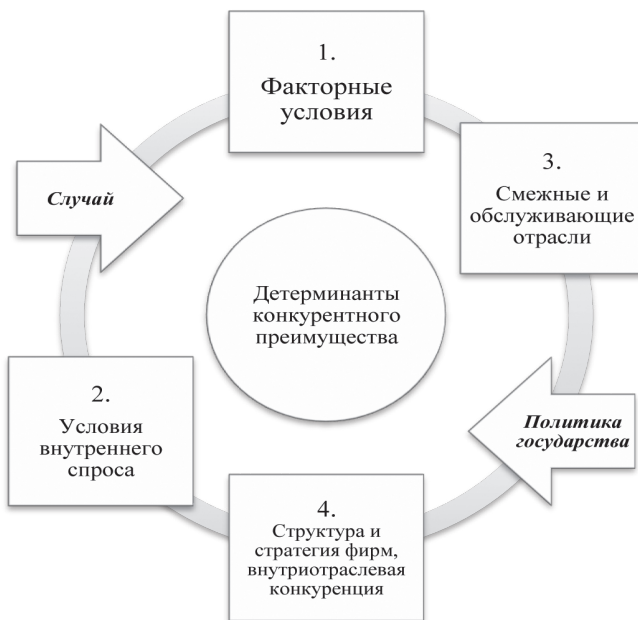 1.
Факторные
условия
3.
Смежные и
обслуживающие
отрасли
Случай
Детерминанты
конкурентного
преимущества
2.
Условия
внутреннего
спроса
Политика
государства
4.
Структура и
стратегия фирм,
внутриотраслевая
конкуренция